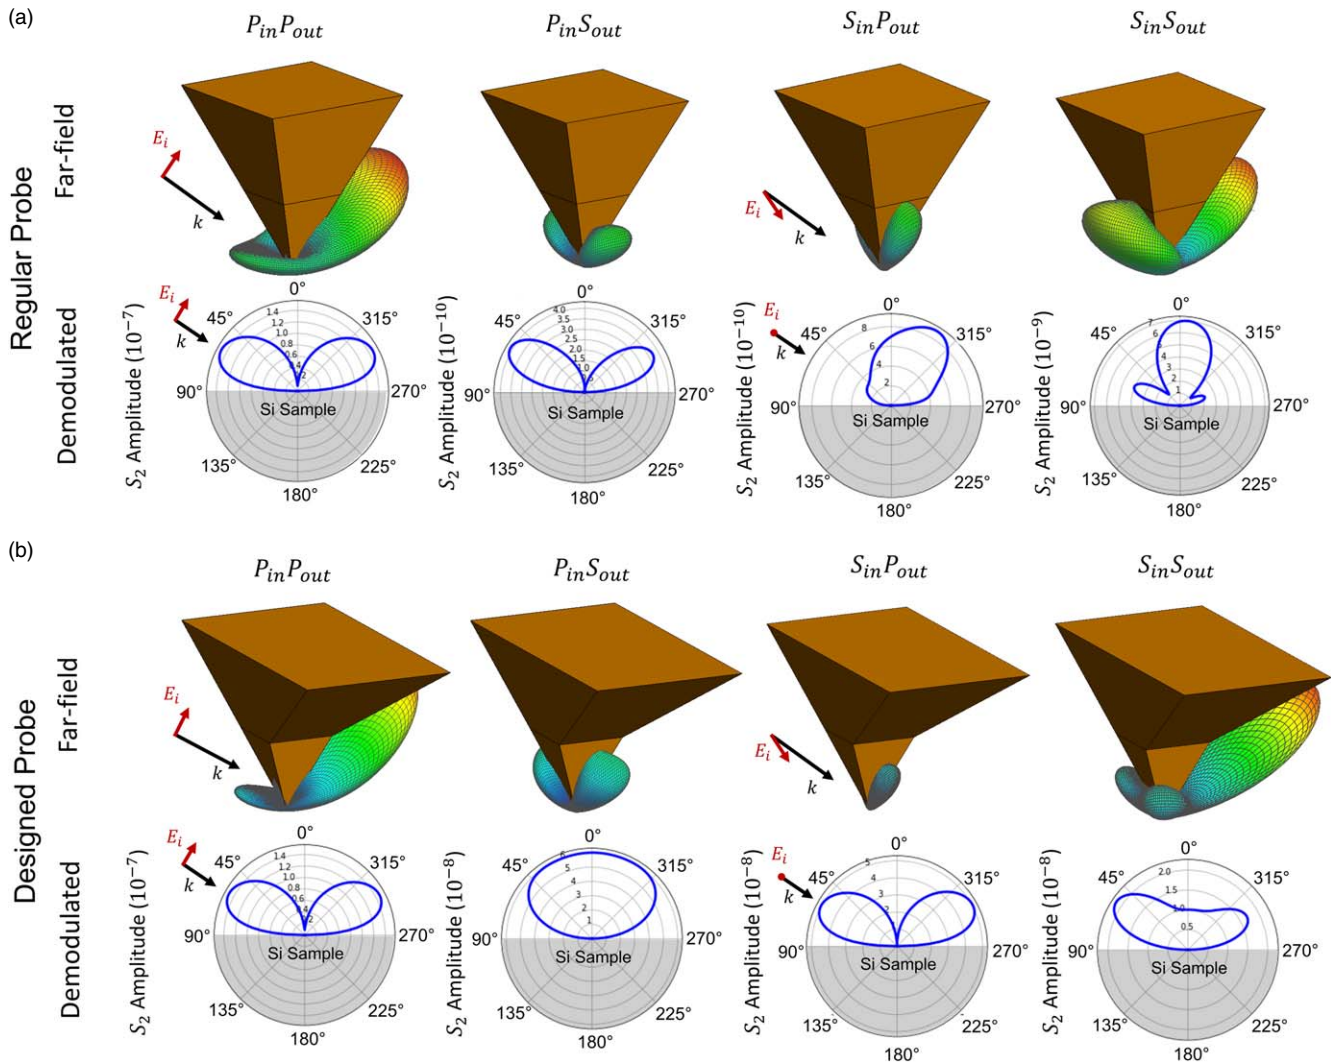 (a)
P_in P_out
P_in S_out
S_in P_out
S_in S_out
Regular Probe
Far-field
E_i
k
E_i
k
Demodulated
S_2 Amplitude (10^-7)
E_i
k
0°
45°
315°
1.4
1.2
1.0
0.8
0.6
90°
270°
Si Sample
135°
225°
180°
S_2 Amplitude (10^-10)
0°
45°
315°
4.0
3.5
3.0
2.5
2.0
1.5
1.0
90°
270°
Si Sample
135°
225°
180°
S_2 Amplitude (10^-10)
E_i
k
0°
45°
315°
8
6
4
2
90°
270°
Si Sample
135°
225°
180°
S_2 Amplitude (10^-9)
0°
45°
315°
7
6
5
4
3
2
1
90°
270°
Si Sample
135°
225°
180°
(b)
P_in P_out
P_in S_out
S_in P_out
S_in S_out
Designed Probe
Far-field
E_i
k
E_i
k
Demodulated
S_2 Amplitude (10^-7)
E_i
k
0°
45°
315°
1.4
1.2
1.0
0.8
0.6
90°
270°
Si Sample
135°
225°
180°
S_2 Amplitude (10^-8)
0°
45°
315°
6
5
4
3
2
1
90°
270°
Si Sample
135°
225°
180°
S_2 Amplitude (10^-8)
E_i
k
0°
45°
315°
5
4
3
2
1
90°
270°
Si Sample
135°
225°
180°
S_2 Amplitude (10^-8)
0°
45°
315°
2.0
1.5
1.0
0.5
90°
270°
Si Sample
135°
225°
180°